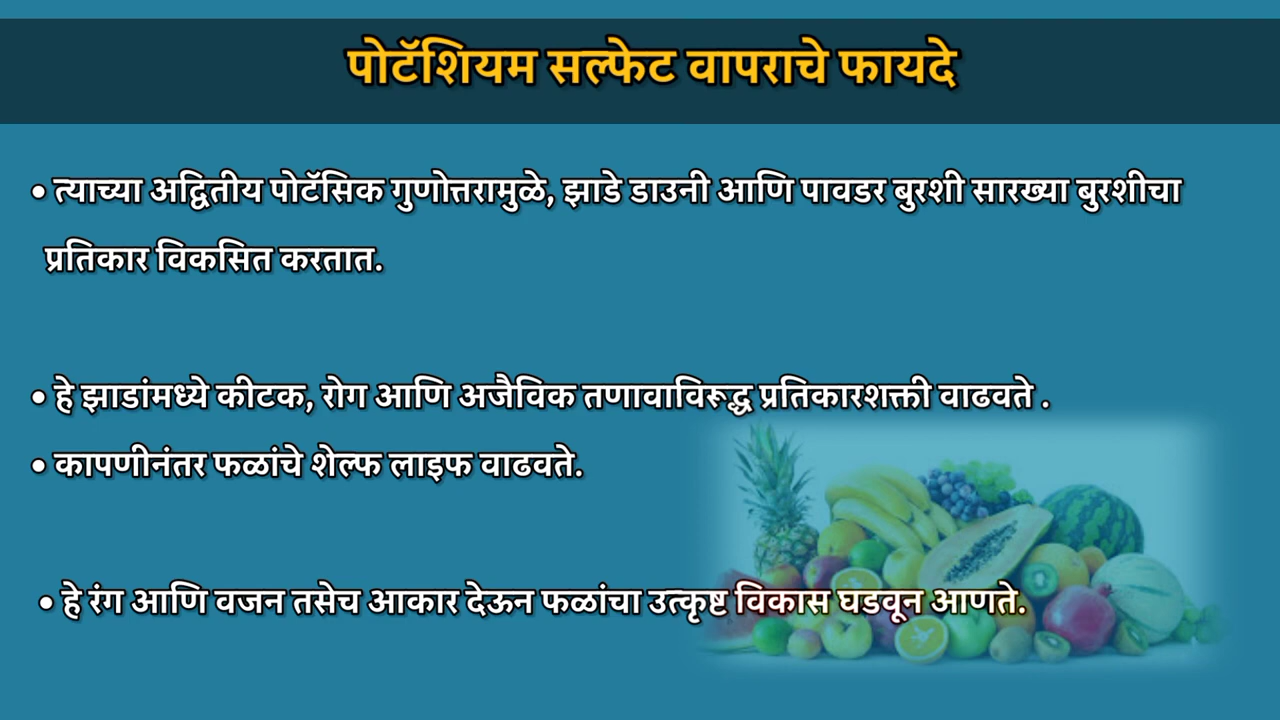 पोटॅशियम सल्फेट वापराचे फायदे
• त्याच्या अद्वितीय पोटॅसिक गुणोत्तरामुळे, झाडे डाउनी आणि पावडर बुरशी सारख्या बुरशीचा
प्रतिकार विकसित करतात.
• हे झाडांमध्ये कीटक, रोग आणि अजैविक तणावाविरूद्ध प्रतिकारशक्ती वाढवते .
• कापणीनंतर फळांचे शेल्फ लाइफ वाढवते.
• हे रंग आणि वजन तसेच आकार देऊन फळांचा उत्कृष्ट विकास घडवून आणते.